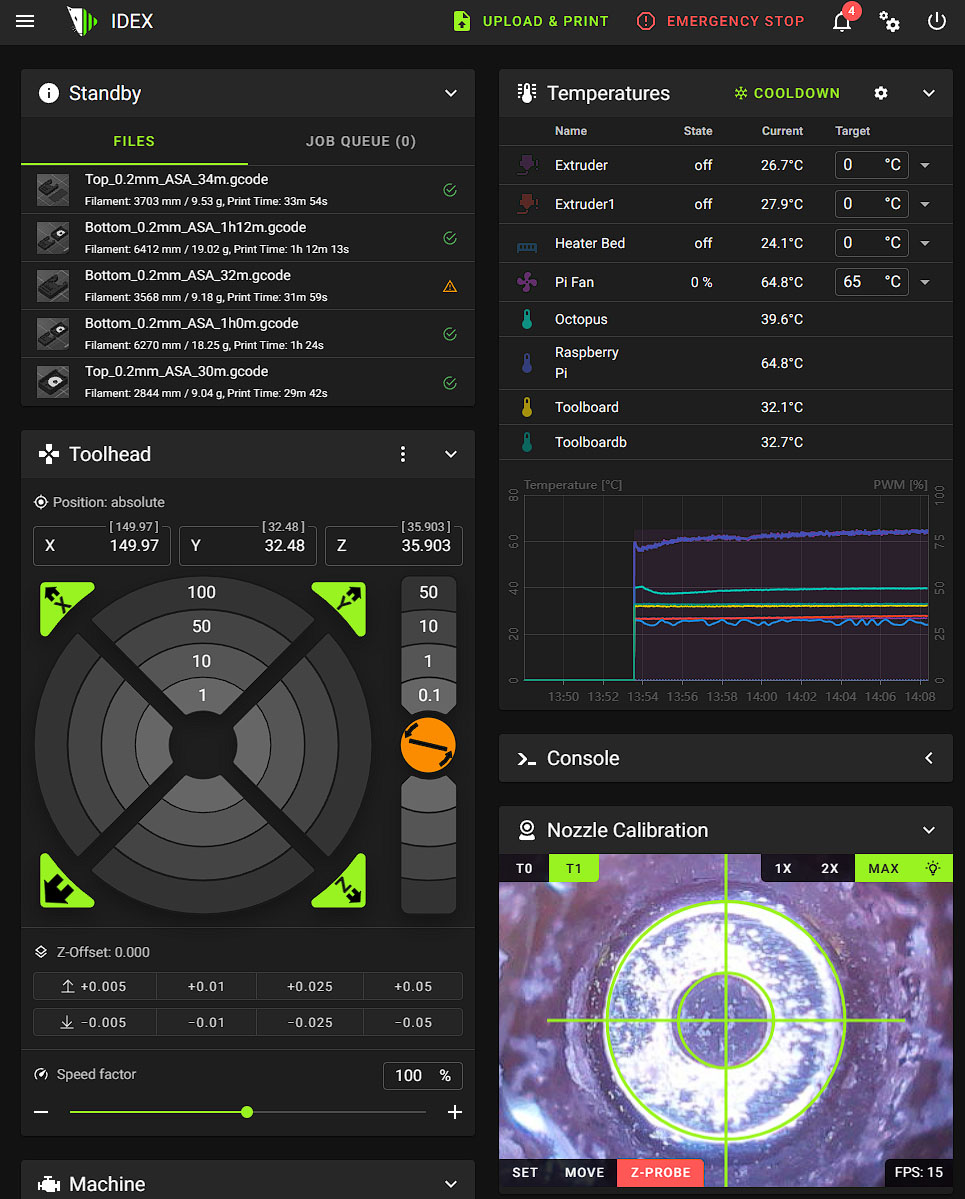 IDEX
UPLOAD & PRINT
EMERGENCY STOP
4
Standby
FILES
JOB QUEUE (0)
Top_0.2mm_ASA_34m.gcode
Filament: 3703 mm / 9.53 g, Print Time: 33m 54s
Bottom_0.2mm_ASA_1h12m.gcode
Filament: 6412 mm / 19.02 g, Print Time: 1h 12m 13s
Bottom_0.2mm_ASA_32m.gcode
Filament: 3568 mm / 9.18 g, Print Time: 31m 59s
Bottom_0.2mm_ASA_1h0m.gcode
Filament: 6270 mm / 18.25 g, Print Time: 1h 24s
Top_0.2mm_ASA_30m.gcode
Filament: 2844 mm / 9.04 g, Print Time: 29m 42s
Toolhead
Position: absolute
[149.97]
X 149.97
[32.48]
Y 32.48
[35.903]
Z 35.903
X
Y
Z
100
50
10
1
50
10
1
0.1
Z-Offset: 0.000
+0.005 +0.01 +0.025 +0.05
−0.005 −0.01 −0.025 −0.05
Speed factor
100 %
Machine
Temperatures
COOLDOWN
Name State Current Target
Extruder off 26.7°C 0 °C
Extruder1 off 27.9°C 0 °C
Heater Bed off 24.1°C 0 °C
Pi Fan 0 % 64.8°C 65 °C
Octopus 39.6°C
Raspberry
Pi 64.8°C
Toolboard 32.1°C
Toolboardb 32.7°C
Temperature [°C]
PWM [%]
80
60
40
20
0
100
75
50
25
0
13:50 13:52 13:54 13:56 13:58 14:00 14:02 14:04 14:06 14:08
Console
Nozzle Calibration
T0 T1 1X 2X MAX
SET MOVE Z-PROBE FPS: 15